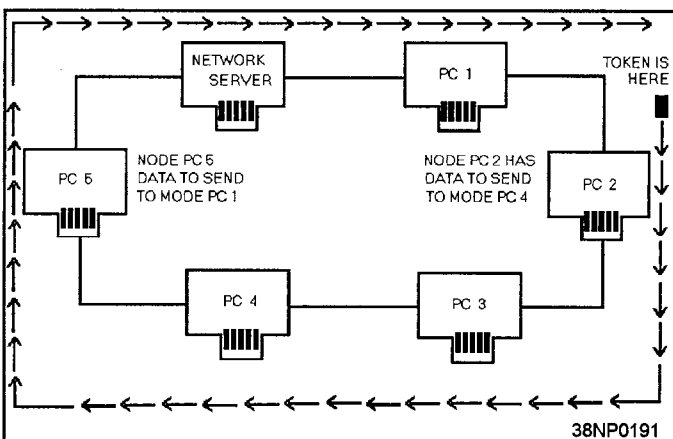 NETWORK
SERVER
PC 1
TOKEN IS
HERE
PC 5
NODE PC 5
DATA TO SEND
TO MODE PC 1
NODE PC 2 HAS
DATA TO SEND
TO MODE PC 4
PC 2
PC 4
PC 3
38NP0191